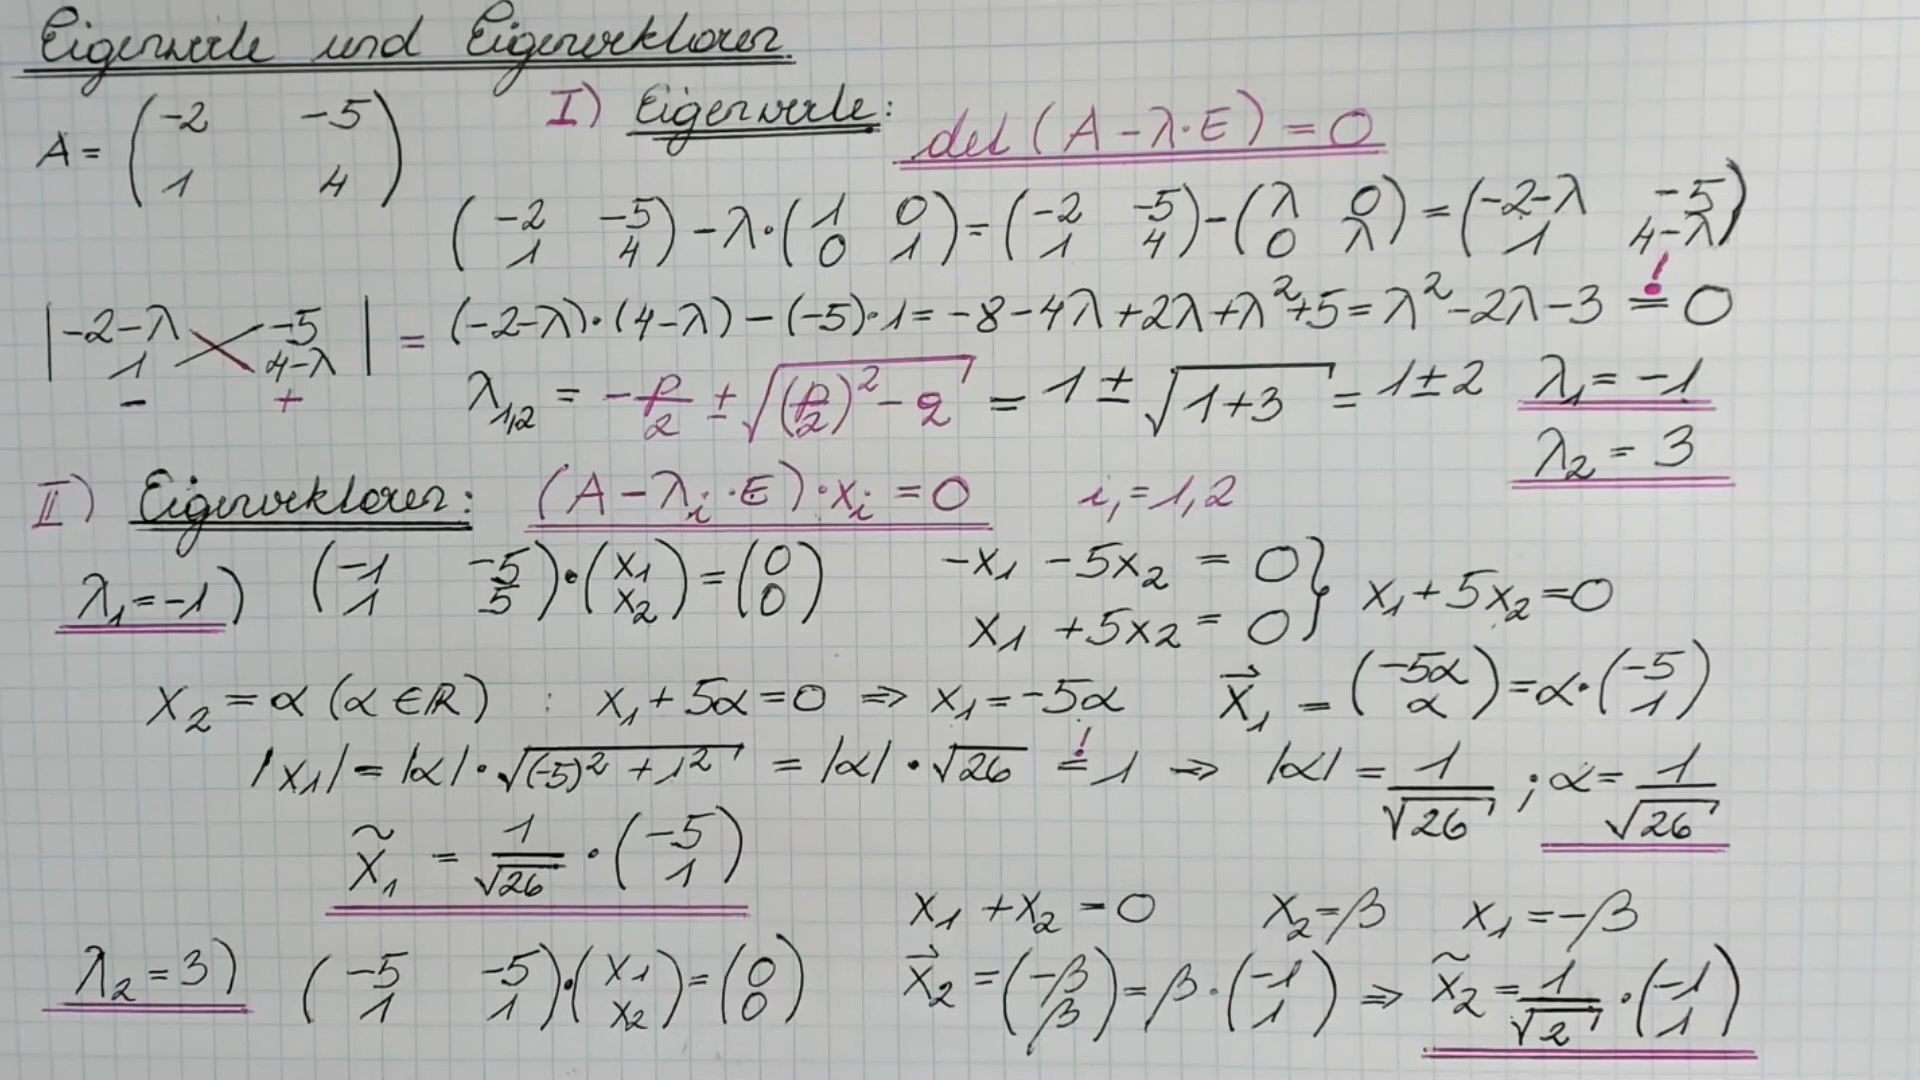 Eigenwerte und Eigenvektoren
A = (-2 -5
1 4)
I) Eigenwerte: det(A-λ·E) = 0
(-2 -5
1 4) - λ·(1 0
0 1) = (-2 -5
1 4) - (λ 0
0 λ) = (-2-λ -5
1 4-λ)
|-2-λ -5
1 4-λ| = (-2-λ)·(4-λ) - (-5)·1 = -8-4λ+2λ+λ²+5 = λ²-2λ-3 =! 0
- +
λ1,2 = -p/2 ± √((p/2)² - q) = 1 ± √(1+3) = 1±2 λ₁ = -1
λ₂ = 3
II) Eigenvektoren: (A-λi·E)·xi = 0 i,=1,2
λ₁=-1) (-1 -5
1 5)·(x₁
x₂) = (0
0)
-x₁ -5x₂ = 0
x₁ +5x₂ = 0 } x₁+5x₂=0
x₂ = α (α∈ℝ) : x₁+5α=0 ⇒ x₁=-5α x⃗₁ = (-5α
α) = α·(-5
1)
|x₁| = |α|·√((-5)² + 1²) = |α|·√26 =! 1 ⇒ |α| = 1/√26 ; α= 1/√26
x̃₁ = 1/√26 · (-5
1)
λ₂=3) (-5 -5
1 1)·(x₁
x₂) = (0
0)
x₁ +x₂ = 0 x₂=β x₁=-β
x⃗₂ = (-β
β) = β·(-1
1) ⇒ x̃₂ = 1/√2 · (-1
1)